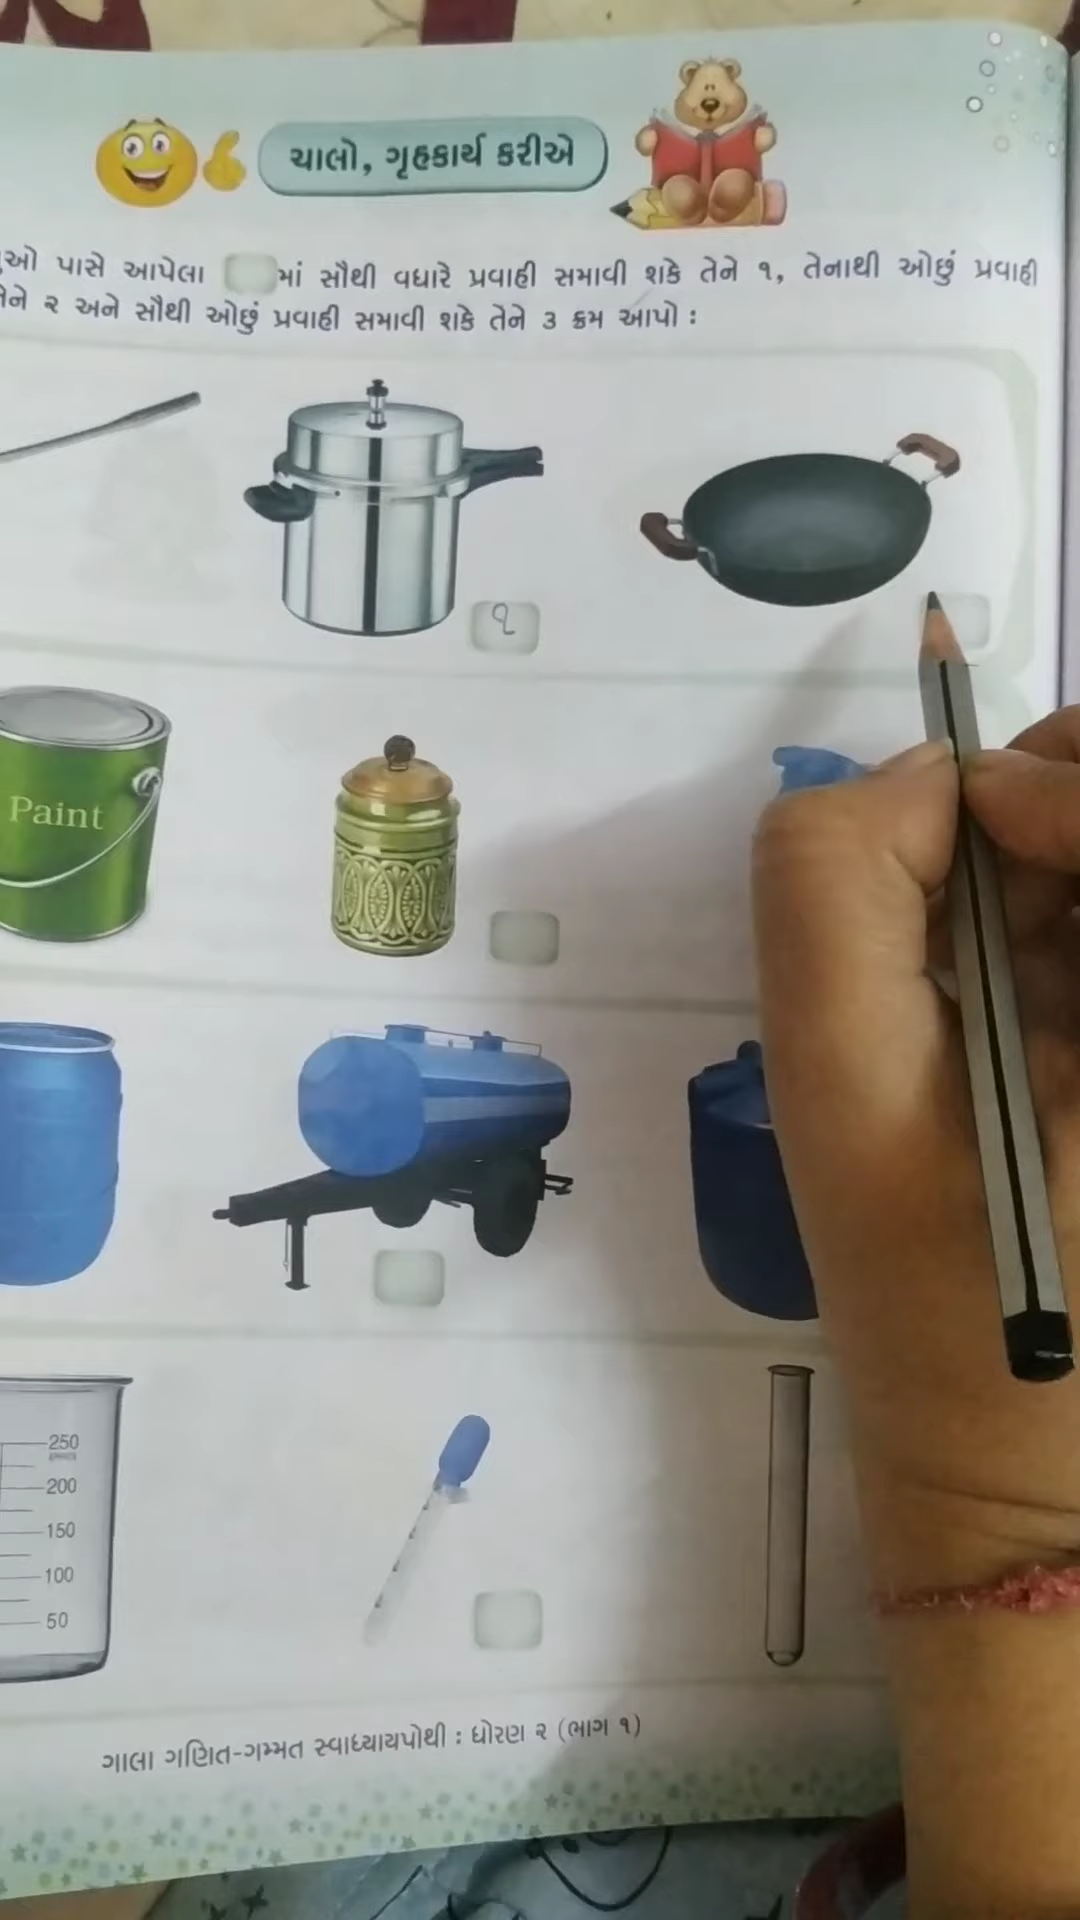 ચાલો, ગૃહકાર્ય કરીએ
પાસે આપેલા માં સૌથી વધારે પ્રવાહી સમાવી શકે તેને ૧, તેનાથી ઓછું પ્રવાહી
૨ અને સૌથી ઓછું પ્રવાહી સમાવી શકે તેને ૩ ક્રમ આપો :
૧
Paint
250
200
150
100
50
ગાલા ગણિત-ગમ્મત સ્વાધ્યાયપોથી : ધોરણ ૨ (ભાગ ૧)